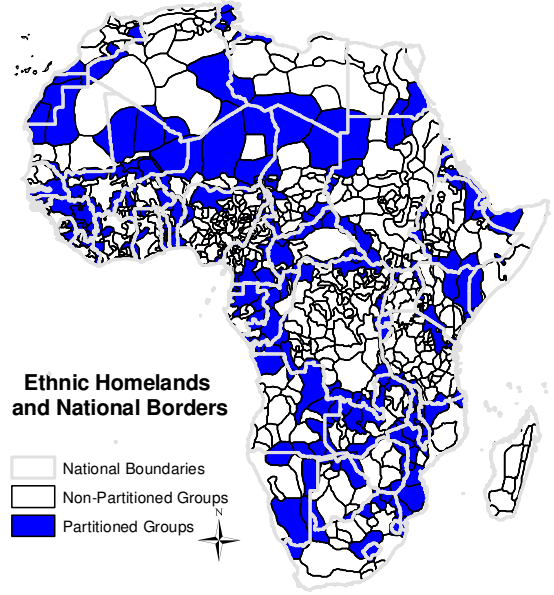 Ethnic Homelands
and National Borders
National Boundaries
Non-Partitioned Groups
N
Partitioned Groups